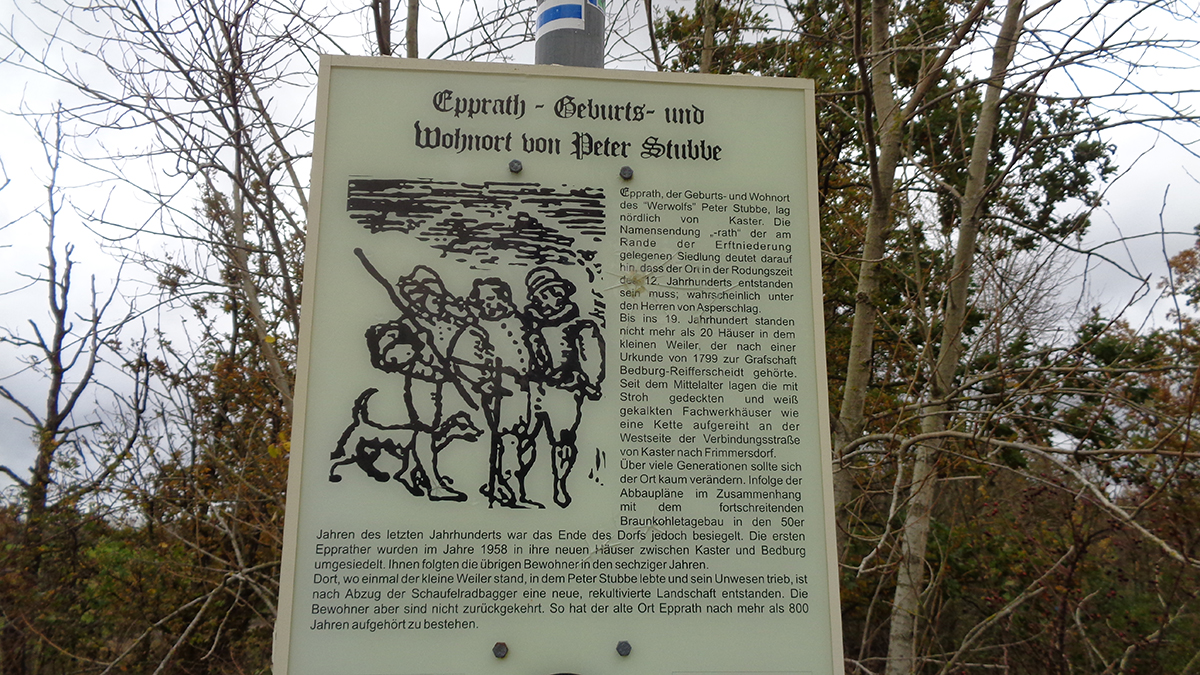 Epprath - Geburts- und
Wohnort von Peter Stubbe
Epprath, der Geburts- und Wohnort
des "Werwolfs" Peter Stubbe, lag
nördlich von Kaster. Die
Namensendung „-rath" der am
Rande der Erftniederung
gelegenen Siedlung deutet darauf
hin, dass der Ort in der Rodungszeit
des 12. Jahrhunderts entstanden
sein muss; wahrscheinlich unter
den Herren von Asperschlag.
Bis ins 19. Jahrhundert standen
nicht mehr als 20 Häuser in dem
kleinen Weiler, der nach einer
Urkunde von 1799 zur Grafschaft
Bedburg-Reifferscheidt gehörte.
Seit dem Mittelalter lagen die mit
Stroh gedeckten und weiß
gekalkten Fachwerkhäuser wie
eine Kette aufgereiht an der
Westseite der Verbindungsstraße
von Kaster nach Frimmersdorf.
Über viele Generationen sollte sich
der Ort kaum verändern. Infolge der
Abbaupläne im Zusammenhang
mit dem fortschreitenden
Braunkohletagebau in den 50er
Jahren des letzten Jahrhunderts war das Ende des Dorfs jedoch besiegelt. Die ersten
Epprather wurden im Jahre 1958 in ihre neuen Häuser zwischen Kaster und Bedburg
umgesiedelt. Ihnen folgten die übrigen Bewohner in den sechziger Jahren.
Dort, wo einmal der kleine Weiler stand, in dem Peter Stubbe lebte und sein Unwesen trieb, ist
nach Abzug der Schaufelradbagger eine neue, rekultivierte Landschaft entstanden. Die
Bewohner aber sind nicht zurückgekehrt. So hat der alte Ort Epprath nach mehr als 800
Jahren aufgehört zu bestehen.